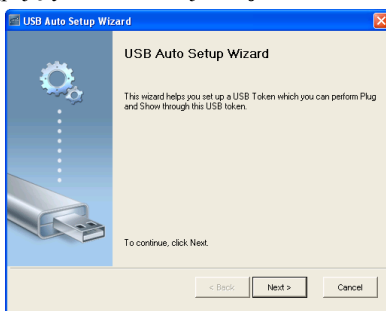 USB Auto Setup Wizard
USB Auto Setup Wizard
This wizard helps you set up a USB Token which you can perform Plug
and Show through this USB token.
To continue, click Next.
< Back
Next >
Cancel